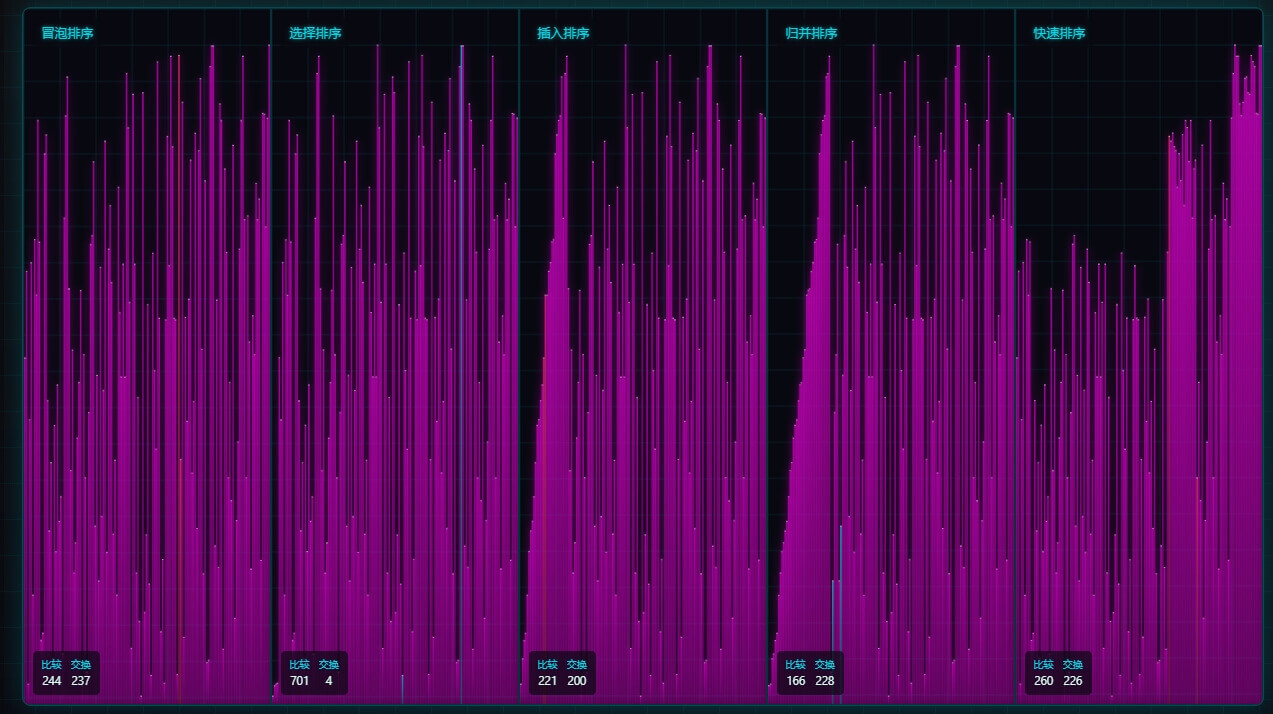 冒泡排序
选择排序
插入排序
归并排序
快速排序
比较 交换
244 237
比较 交换
701 4
比较 交换
221 200
比较 交换
166 228
比较 交换
260 226